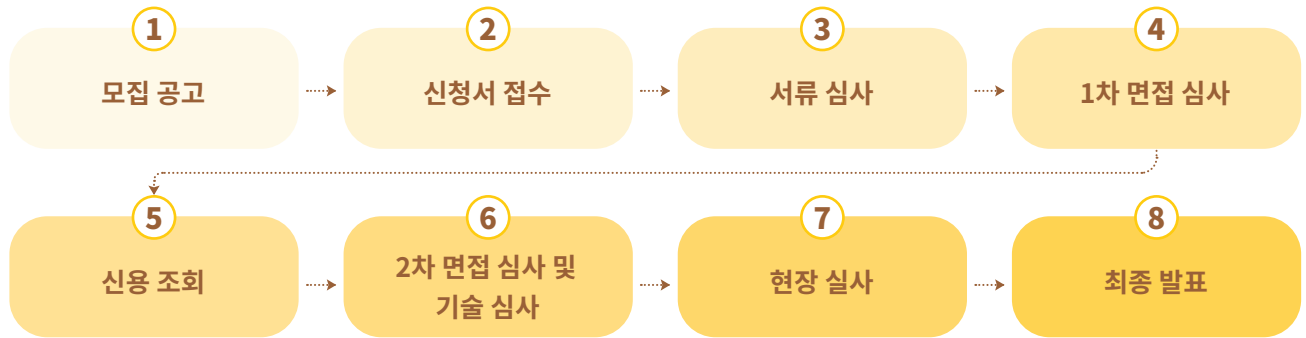 1
모집 공고
2
신청서 접수
3
서류 심사
4
1차 면접 심사
5
신용 조회
6
2차 면접 심사 및
기술 심사
7
현장 실사
8
최종 발표